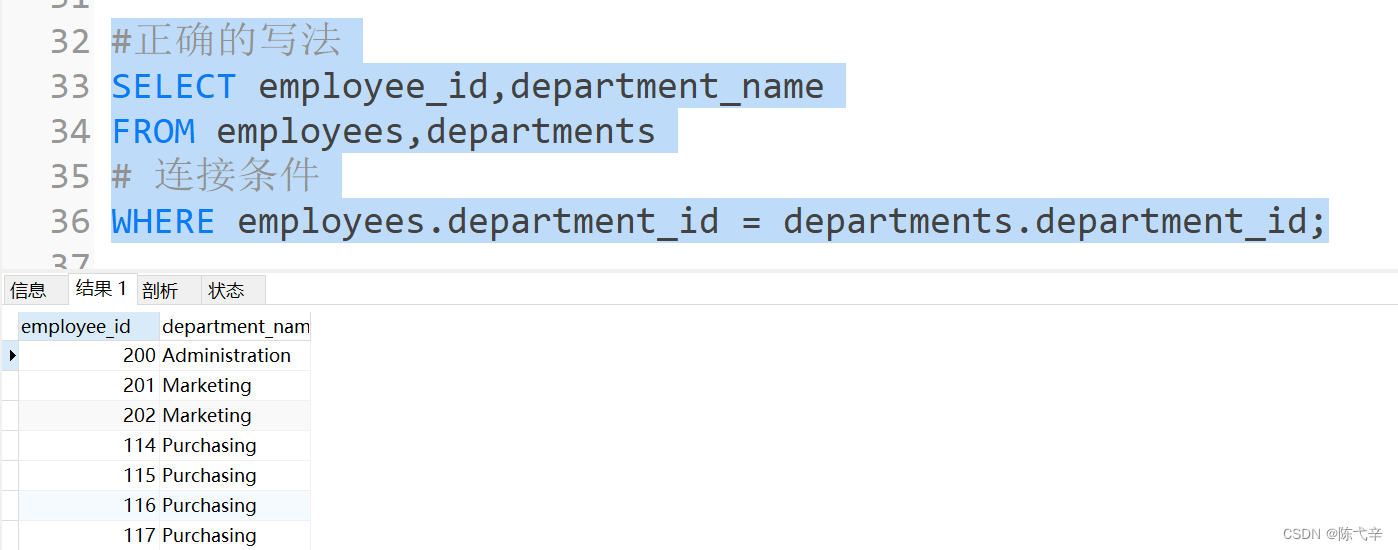 31
32 #正确的写法
33 SELECT employee_id,department_name
34 FROM employees,departments
35 # 连接条件
36 WHERE employees.department_id = departments.department_id;
37
信息 结果 1 剖析 状态
employee_id department_nam
200 Administration
201 Marketing
202 Marketing
114 Purchasing
115 Purchasing
116 Purchasing
117 Purchasing
CSDN @陈弋辛